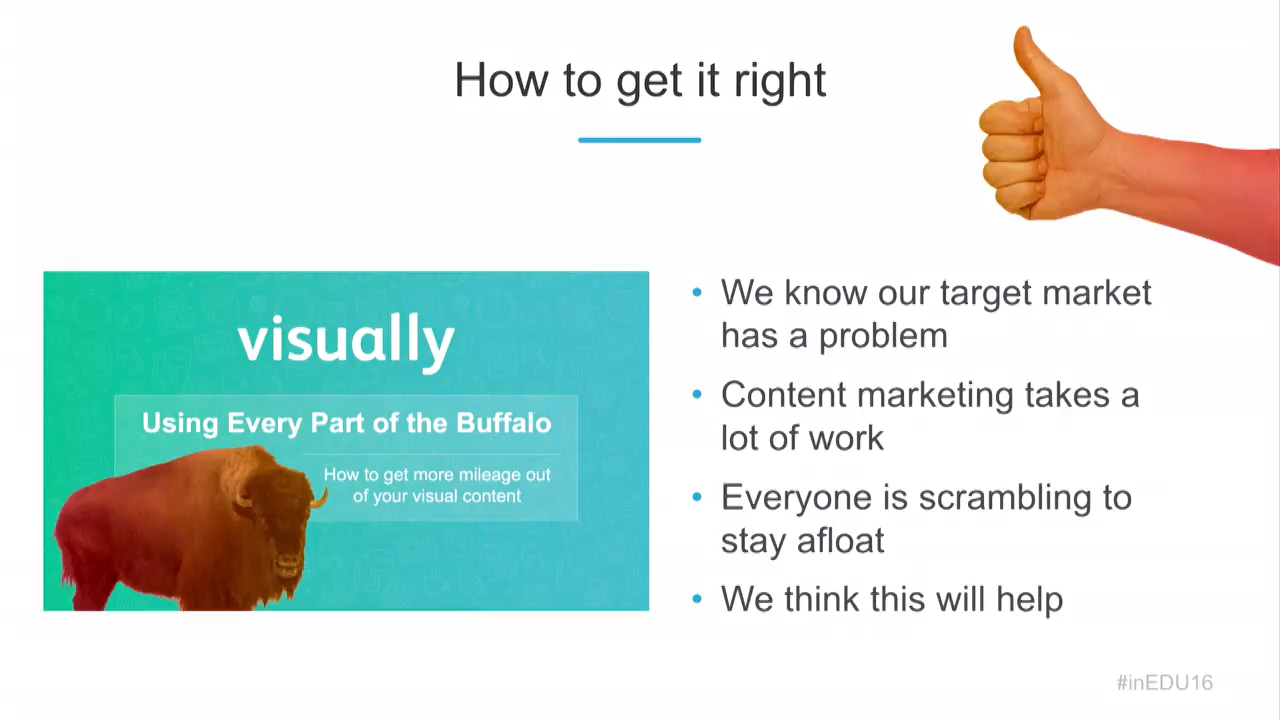 How to get it right
visually
Using Every Part of the Buffalo
How to get more mileage out
of your visual content
• We know our target market
has a problem
• Content marketing takes a
lot of work
• Everyone is scrambling to
stay afloat
• We think this will help
#inEDU16